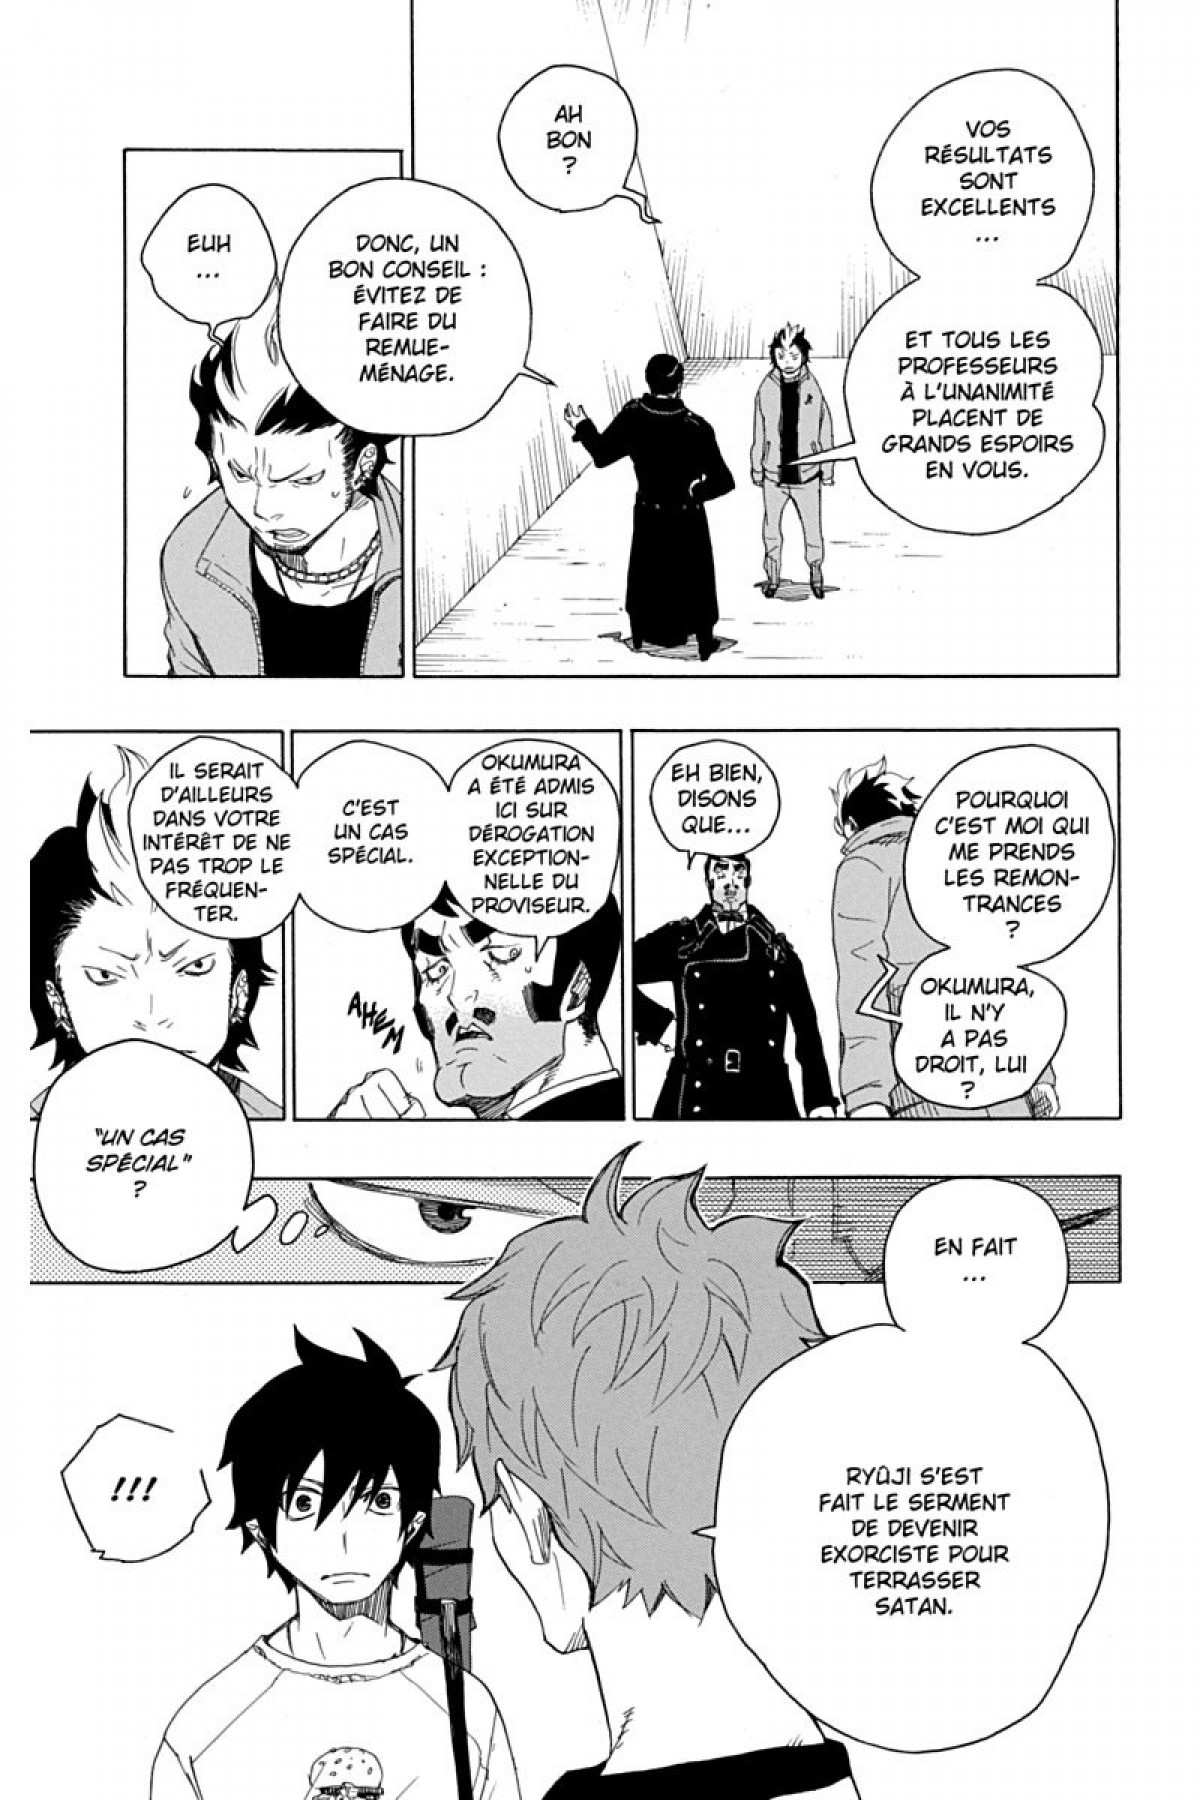 VOS
RÉSULTATS
SONT
EXCELLENTS
...
ET TOUS LES
PROFESSEURS
À L'UNANIMITÉ
PLACENT DE
GRANDS ESPOIRS
EN VOUS.
AH
BON
?
DONC, UN
BON CONSEIL :
ÉVITEZ DE
FAIRE DU
REMUE-
MÉNAGE.
EUH
...
POURQUOI
C'EST MOI QUI
ME PRENDS
LES REMON-
TRANCES
?
OKUMURA,
IL N'Y
A PAS
DROIT, LUI
?
EH BIEN,
DISONS
QUE...
OKUMURA
A ÉTÉ ADMIS
ICI SUR
DÉROGATION
EXCEPTION-
NELLE DU
PROVISEUR.
C'EST
UN CAS
SPÉCIAL.
AHEM
IL SERAIT
D'AILLEURS
DANS VOTRE
INTÉRÊT DE NE
PAS TROP LE
FRÉQUEN-
TER.
"UN CAS
SPÉCIAL"
?
EN FAIT
...
RYÛJI S'EST
FAIT LE SERMENT
DE DEVENIR
EXORCISTE POUR
TERRASSER
SATAN.
!!!